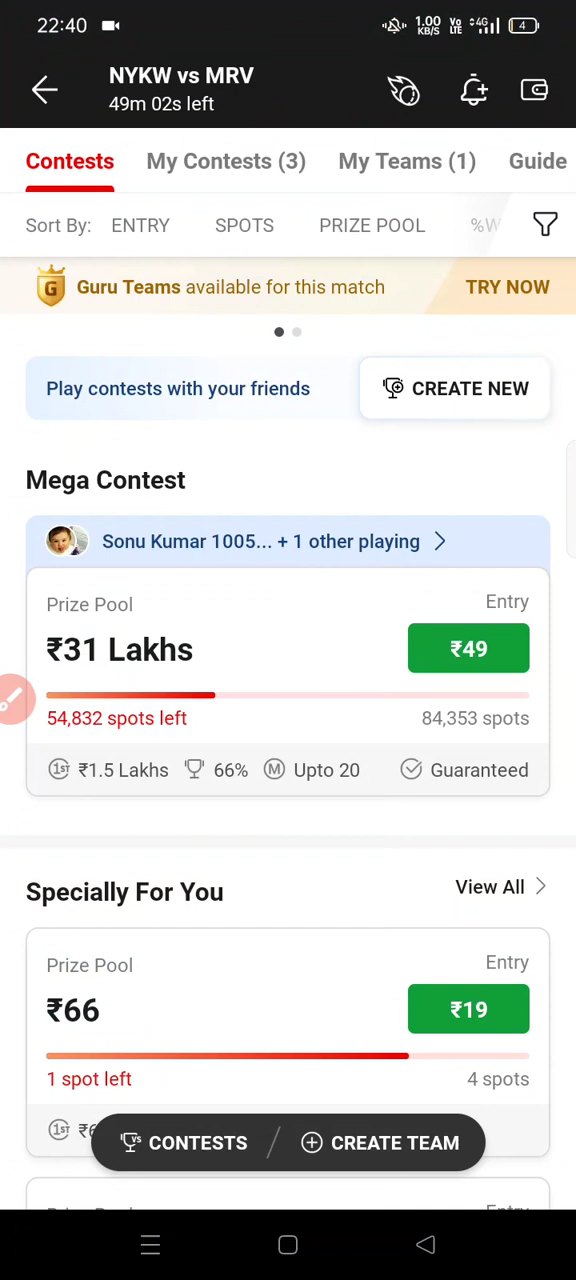 22:40 1.00 KB/S Vo LTE 4G 4
NYKW vs MRV
49m 02s left
Contests My Contests (3) My Teams (1) Guide
Sort By: ENTRY SPOTS PRIZE POOL %W
G Guru Teams available for this match TRY NOW
Play contests with your friends CREATE NEW
Mega Contest
Sonu Kumar 1005... + 1 other playing
Prize Pool Entry
₹31 Lakhs ₹49
54,832 spots left 84,353 spots
1ST ₹1.5 Lakhs 66% M Upto 20 Guaranteed
Specially For You View All
Prize Pool Entry
₹66 ₹19
1 spot left 4 spots
1ST
VS CONTESTS CREATE TEAM